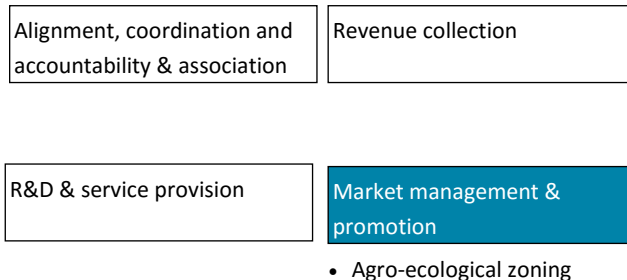 Alignment, coordination and
accountability & association
Revenue collection
R&D & service provision
Market management &
promotion
• Agro-ecological zoning